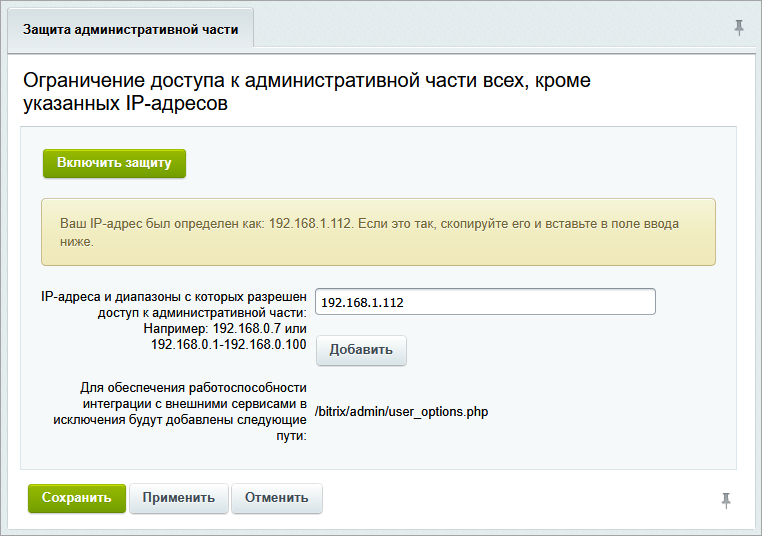 Защита административной части
Ограничение доступа к административной части всех, кроме
указанных IP-адресов
Включить защиту
Ваш IP-адрес был определен как: 192.168.1.112. Если это так, скопируйте его и вставьте в поле ввода
ниже.
IP-адреса и диапазоны с которых разрешен
доступ к административной части:
Например: 192.168.0.7 или
192.168.0.1-192.168.0.100
192.168.1.112
Добавить
Для обеспечения работоспособности
интеграции с внешними сервисами в
исключения будут добавлены следующие
пути:
/bitrix/admin/user_options.php
Сохранить
Применить
Отменить